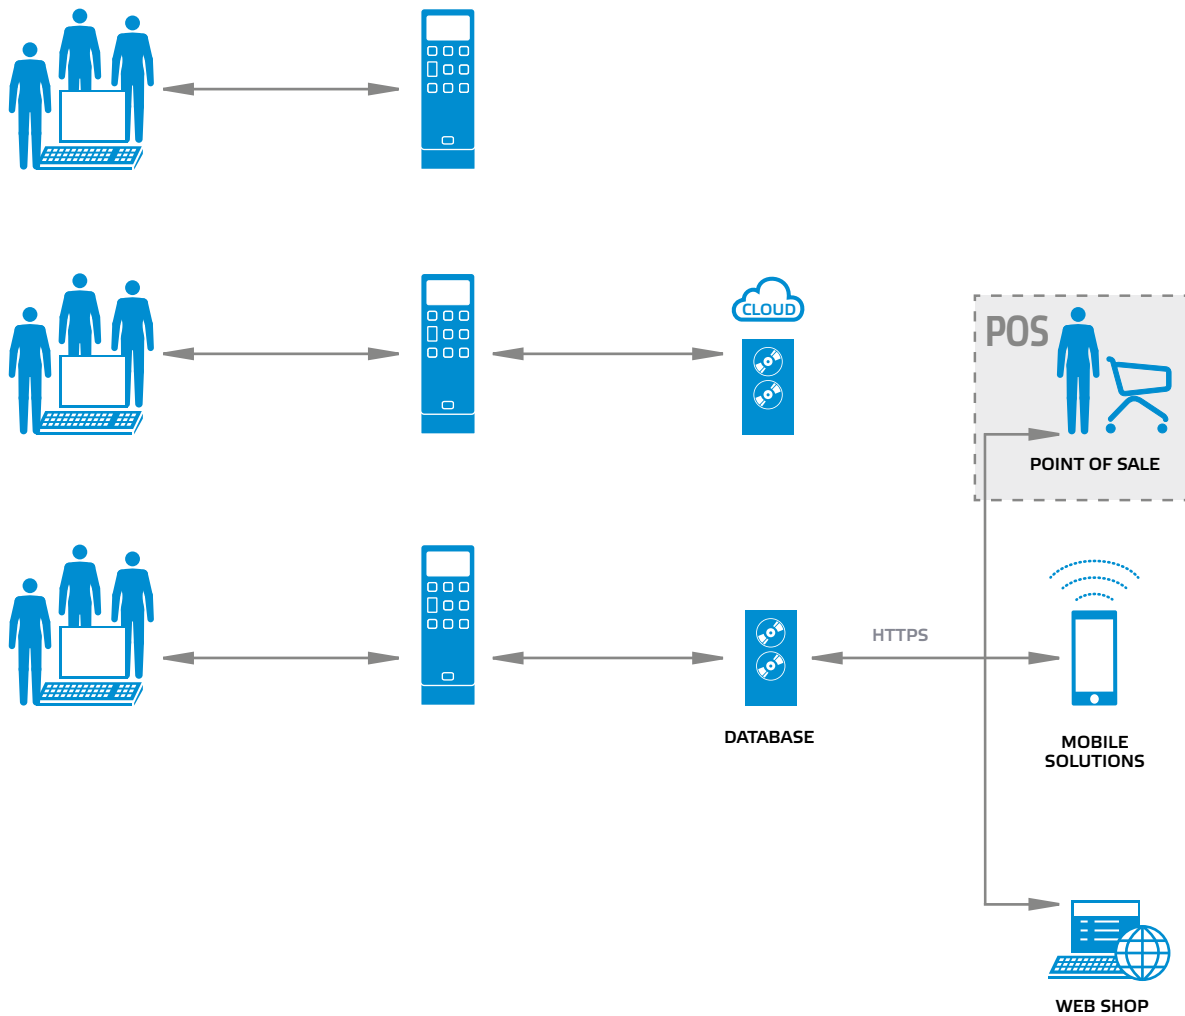 CLOUD
POS
POINT OF SALE
HTTPS
DATABASE
MOBILE
SOLUTIONS
WEB SHOP